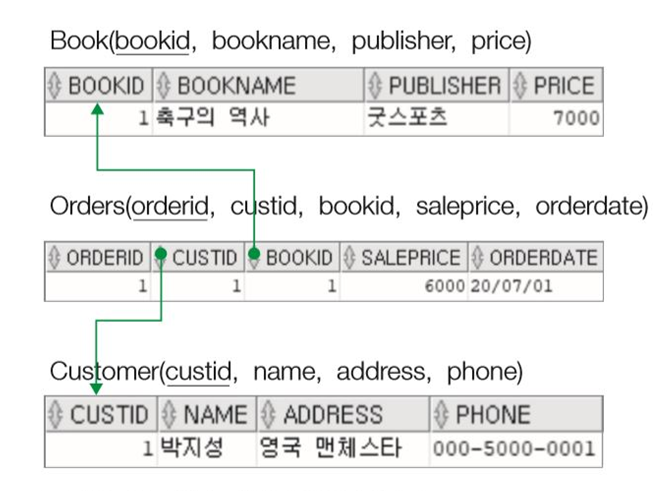 Book(bookid, bookname, publisher, price)
BOOKID BOOKNAME PUBLISHER PRICE
1 축구의 역사 굿스포츠 7000
Orders(orderid, custid, bookid, saleprice, orderdate)
ORDERID CUSTID BOOKID SALEPRICE ORDERDATE
1 1 1 6000 20/07/01
Customer(custid, name, address, phone)
CUSTID NAME ADDRESS PHONE
1 박지성 영국 맨체스타 000-5000-0001